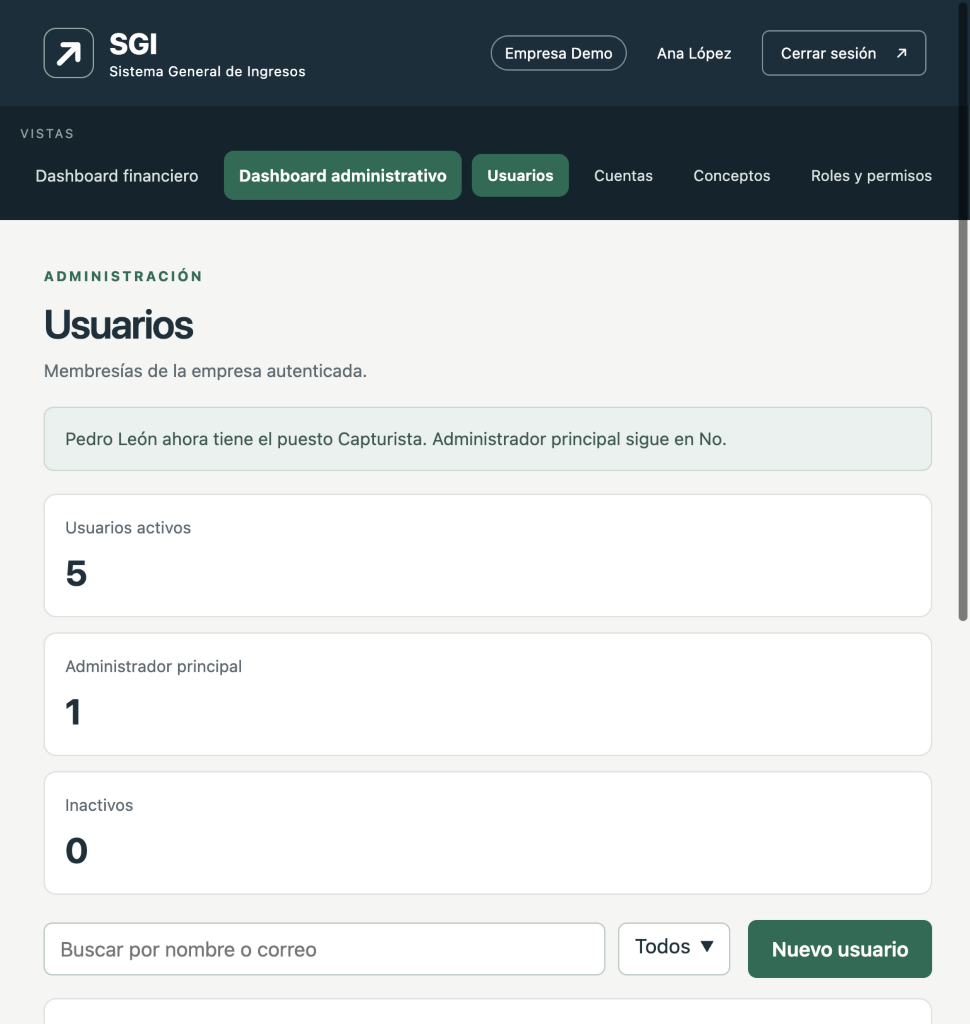 SGI
Sistema General de Ingresos
Empresa Demo
Ana López
Cerrar sesión
VISTAS
Dashboard financiero
Dashboard administrativo
Usuarios
Cuentas
Conceptos
Roles y permisos
ADMINISTRACIÓN
Usuarios
Membresías de la empresa autenticada.
Pedro León ahora tiene el puesto Capturista. Administrador principal sigue en No.
Usuarios activos
5
Administrador principal
1
Inactivos
0
Buscar por nombre o correo
Todos
Nuevo usuario